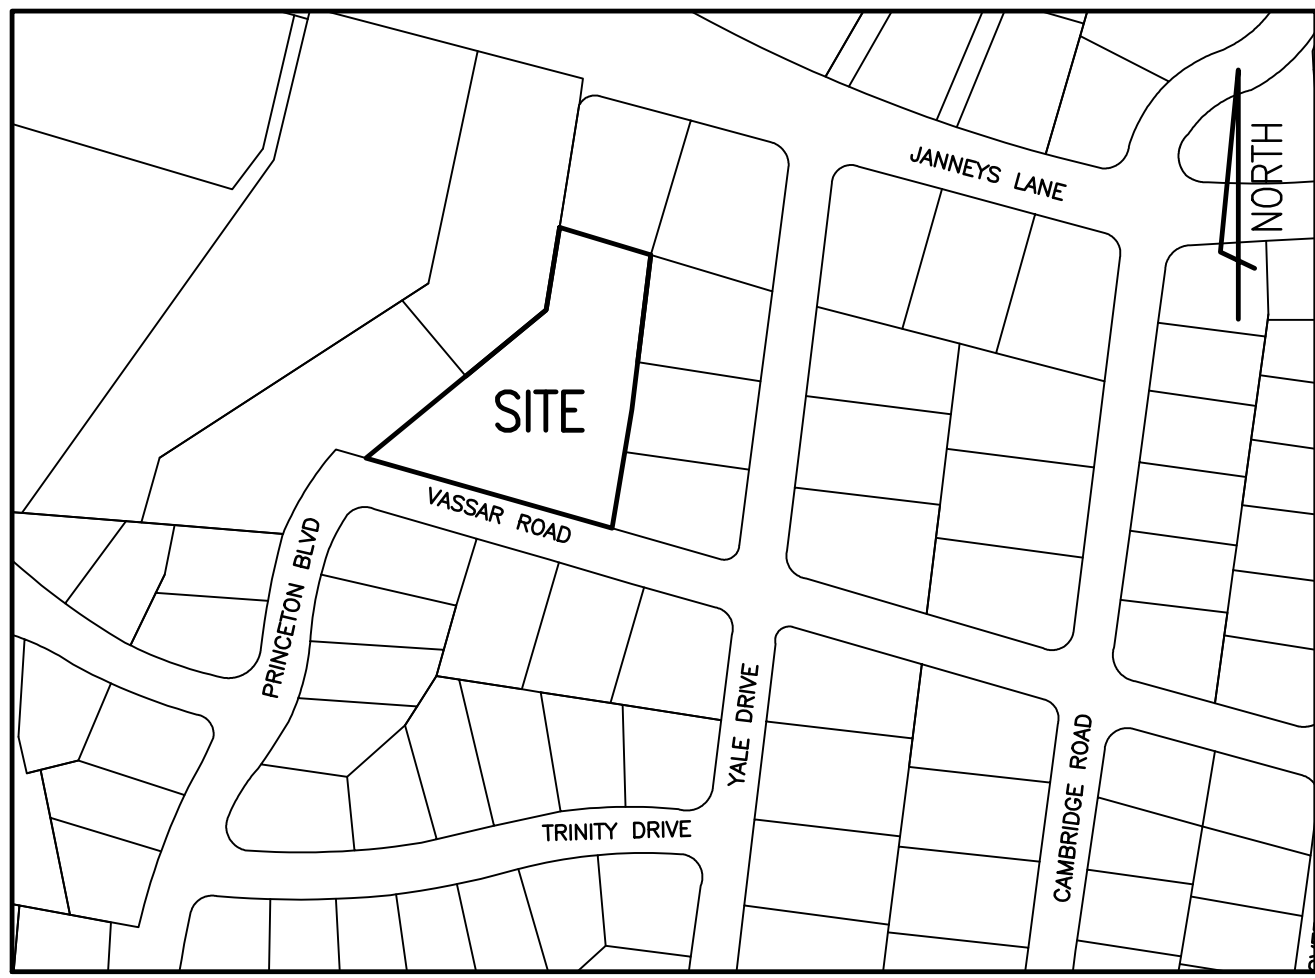 JANNEYS LANE
NORTH
SITE
VASSAR ROAD
PRINCETON BLVD
YALE DRIVE
CAMBRIDGE ROAD
TRINITY DRIVE